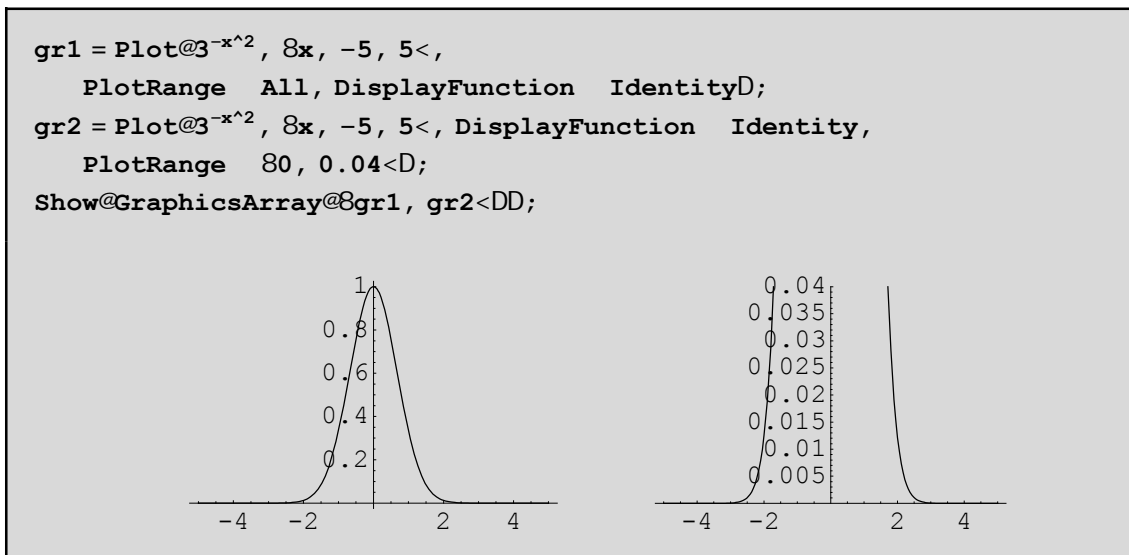 gr1 = Plot@3^-x^2, 8x, -5, 5<,
PlotRange All, DisplayFunction IdentityD;
gr2 = Plot@3^-x^2, 8x, -5, 5<, DisplayFunction Identity,
PlotRange 80, 0.04<D;
Show@GraphicsArray@8gr1, gr2<DD;
1
0.8
0.6
0.4
0.2
-4 -2 2 4
0.04
0.035
0.03
0.025
0.02
0.015
0.01
0.005
-4 -2 2 4